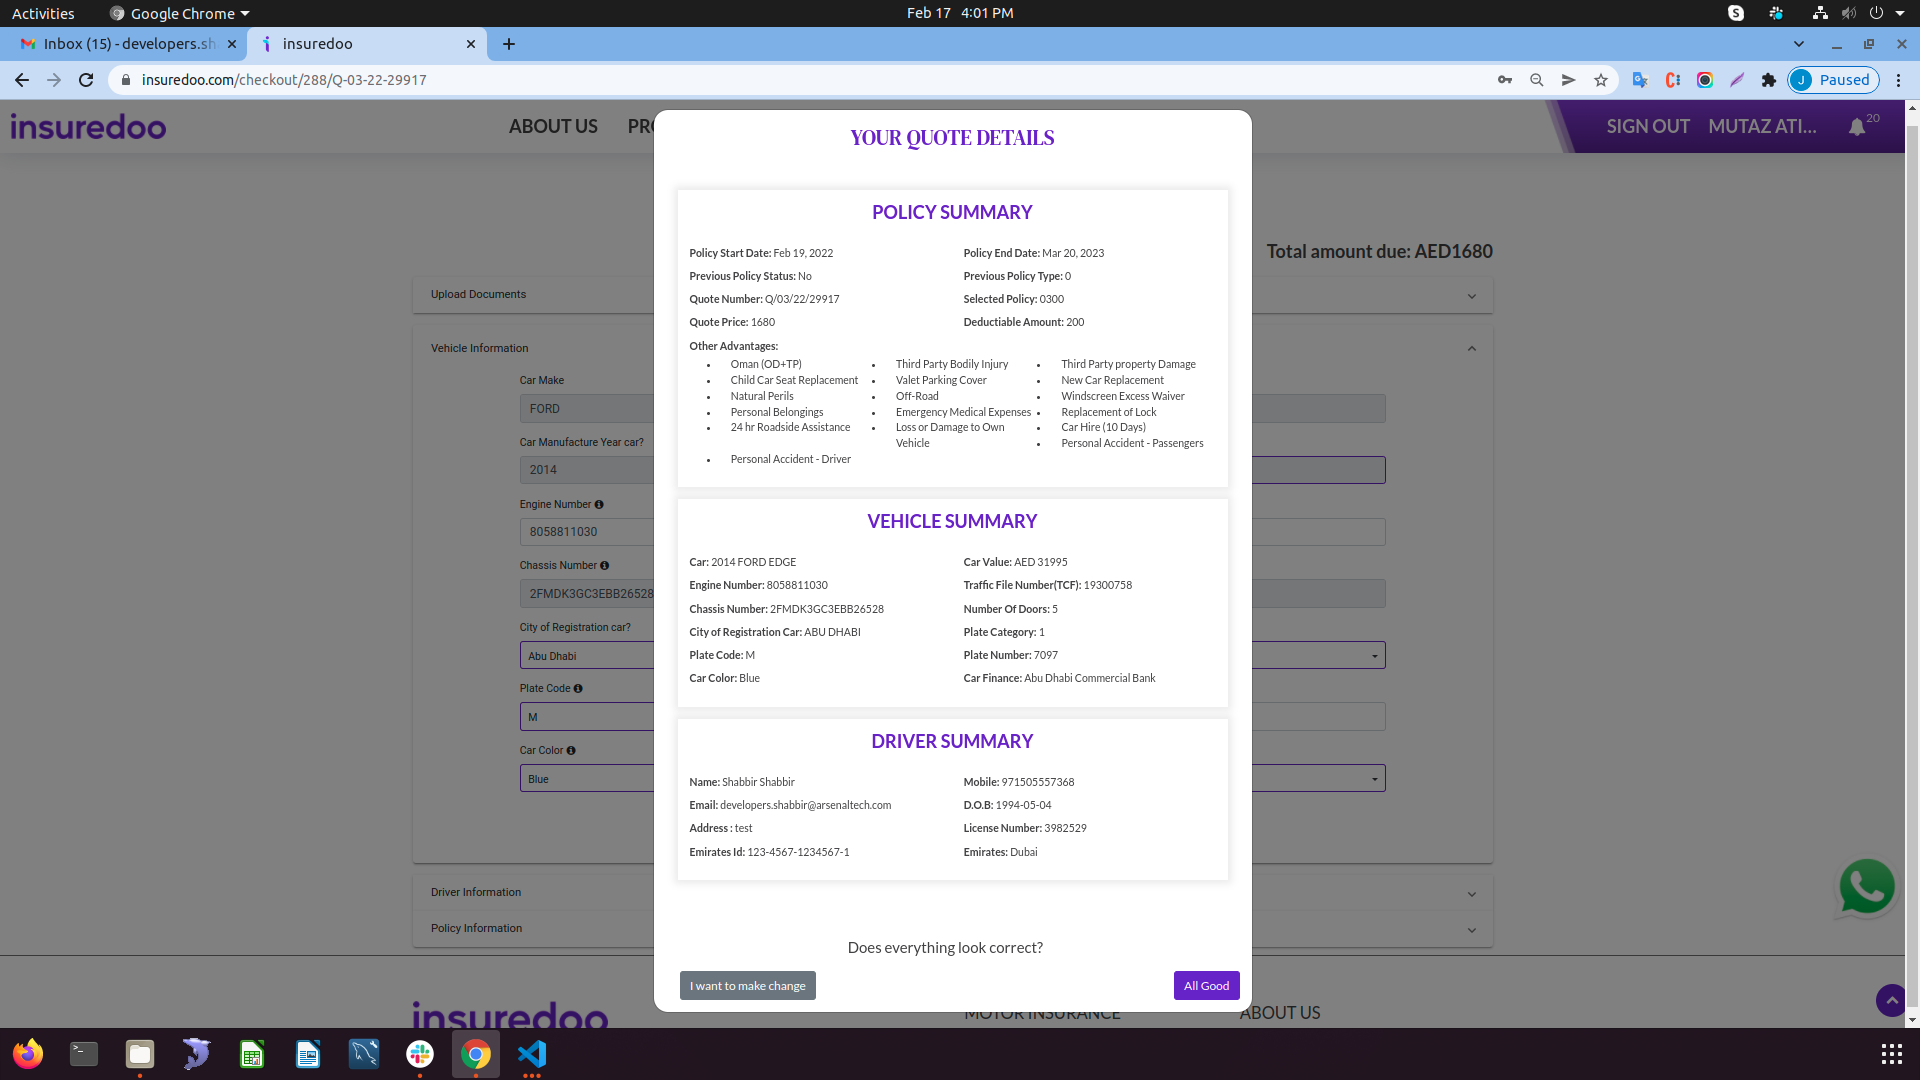 Activities
Google Chrome
Feb 17 4:01 PM
Inbox (15) - developers.sh
insuredoo
insuredoo.com/checkout/288/Q-03-22-29917
J Paused
insuredoo
ABOUT US
SIGN OUT
MUTAZ ATI...
20
Total amount due: AED1680
Upload Documents
Vehicle Information
Car Make
FORD
Car Manufacture Year car?
2014
Engine Number
8058811030
Chassis Number
2FMDK3GC3EBB26528
City of Registration car?
Abu Dhabi
Plate Code
M
Car Color
Blue
Driver Information
Policy Information
YOUR QUOTE DETAILS
POLICY SUMMARY
Policy Start Date: Feb 19, 2022
Policy End Date: Mar 20, 2023
Previous Policy Status: No
Previous Policy Type: 0
Quote Number: Q/03/22/29917
Selected Policy: 0300
Quote Price: 1680
Deductiable Amount: 200
Other Advantages:
Oman (OD+TP)
Third Party Bodily Injury
Third Party property Damage
Child Car Seat Replacement
Valet Parking Cover
New Car Replacement
Natural Perils
Off-Road
Windscreen Excess Waiver
Personal Belongings
Emergency Medical Expenses
Replacement of Lock
24 hr Roadside Assistance
Loss or Damage to Own
Vehicle
Car Hire (10 Days)
Personal Accident - Passengers
Personal Accident - Driver
VEHICLE SUMMARY
Car: 2014 FORD EDGE
Car Value: AED 31995
Engine Number: 8058811030
Traffic File Number(TCF): 19300758
Chassis Number: 2FMDK3GC3EBB26528
Number Of Doors: 5
City of Registration Car: ABU DHABI
Plate Category: 1
Plate Code: M
Plate Number: 7097
Car Color: Blue
Car Finance: Abu Dhabi Commercial Bank
DRIVER SUMMARY
Name: Shabbir Shabbir
Mobile: 971505557368
Email: developers.shabbir@arsenaltech.com
D.O.B: 1994-05-04
Address : test
License Number: 3982529
Emirates Id: 123-4567-1234567-1
Emirates: Dubai
Does everything look correct?
I want to make change
All Good
insuredoo
MOTOR INSURANCE
ABOUT US